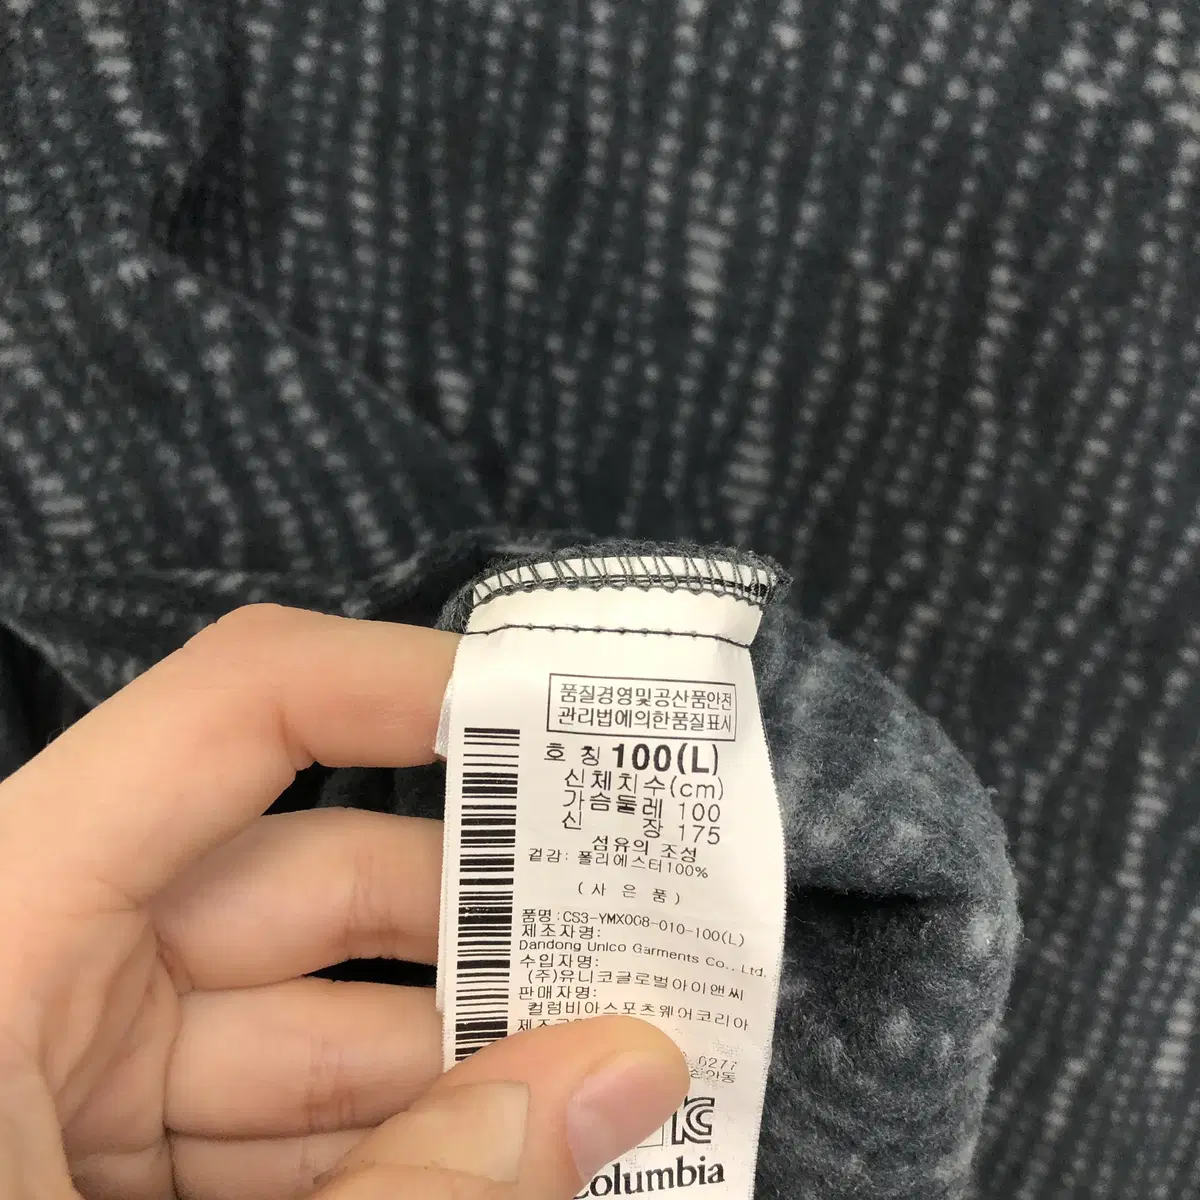 품질경영및공산품안전
관리법에의한품질표시
호 칭 100(L)
신체치수(cm)
가슴둘레 100
신 장 175
섬유의 조성
겉감: 폴리에스터100%
(사은품)
품명:CS3-YMX068-010-100(L)
제조자명:
Dandong Unico Garments Co., Ltd.
수입자명:
(주)유니코글로벌아이앤씨
판매자명:
컬럼비아스포츠웨어코리아
6277
Columbia